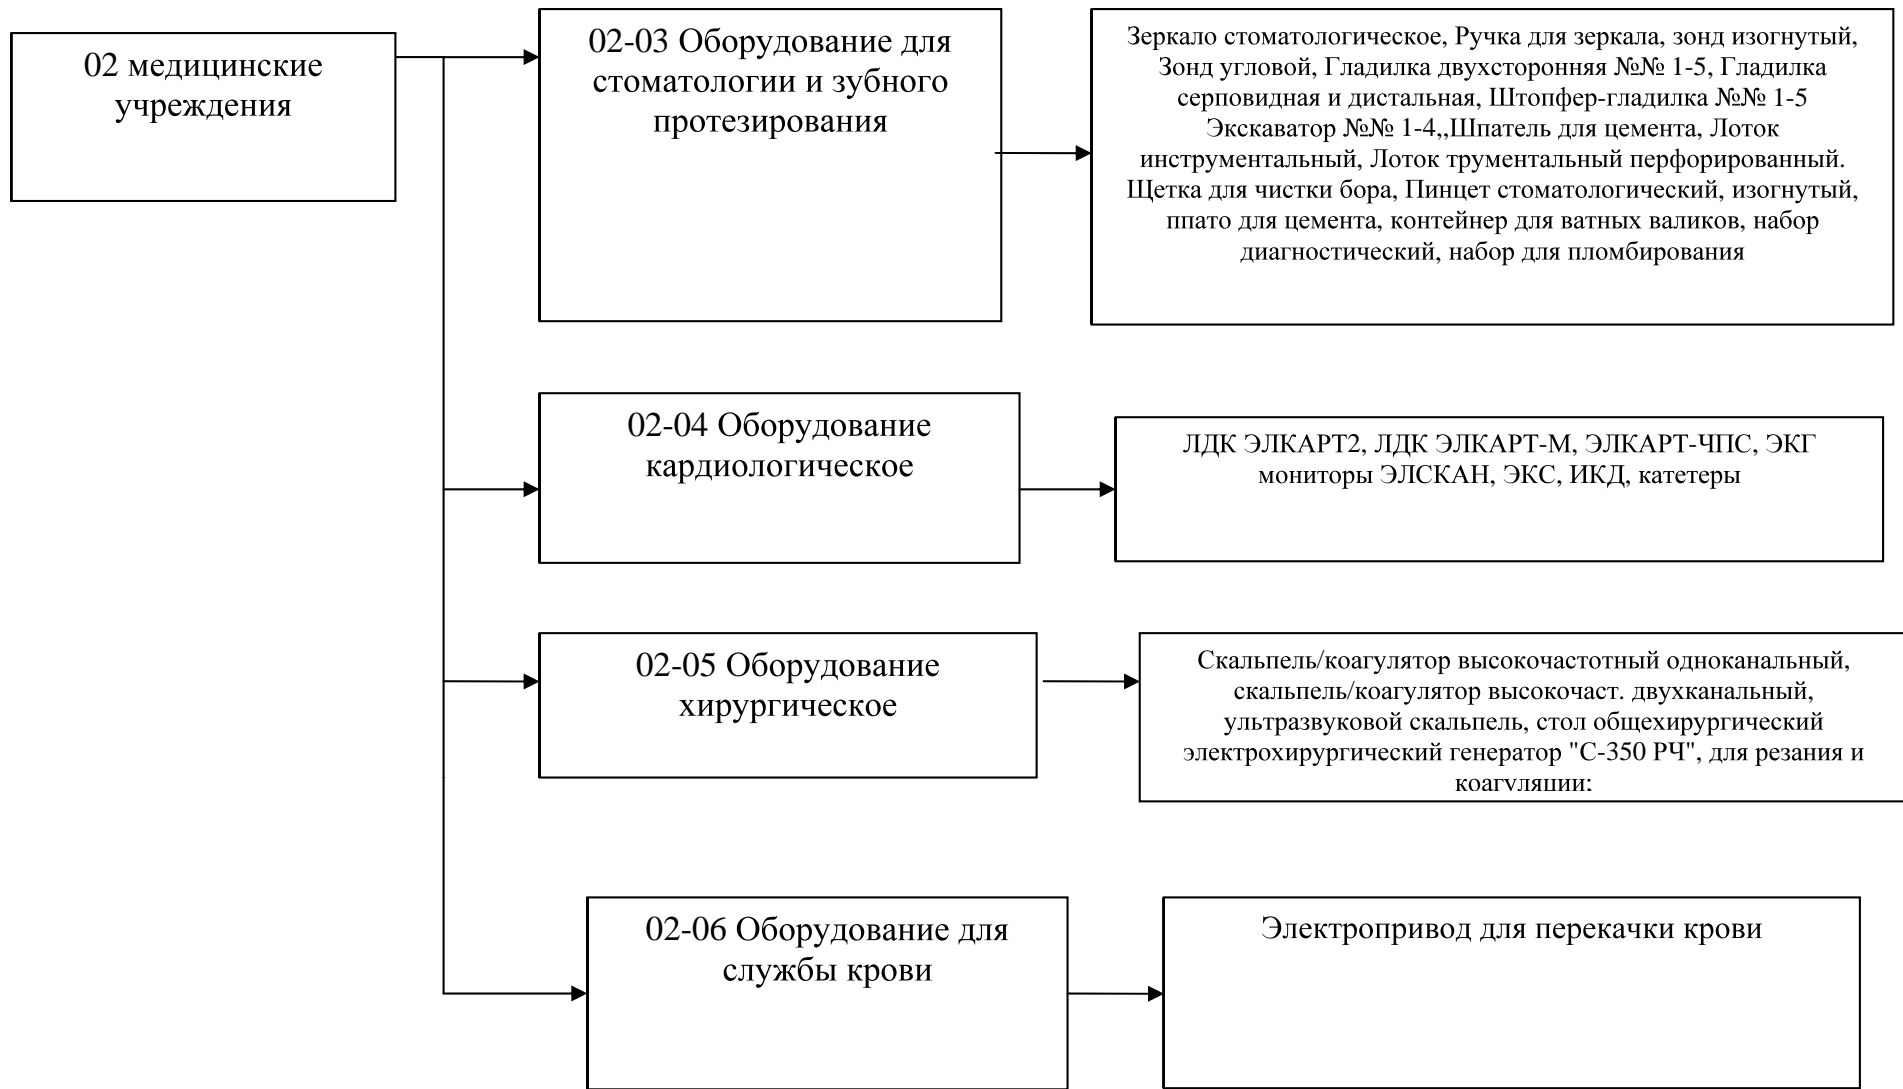 02 медицинские
учреждения
02-03 Оборудование для
стоматологии и зубного
протезирования
Зеркало стоматологическое, Ручка для зеркала, зонд изогнутый,
Зонд угловой, Гладилка двухсторонняя №№ 1-5, Гладилка
серповидная и дистальная, Штопфер-гладилка №№ 1-5
Экскаватор №№ 1-4,,Шпатель для цемента, Лоток
инструментальный, Лоток трументальный перфорированный.
Щетка для чистки бора, Пинцет стоматологический, изогнутый,
ппато для цемента, контейнер для ватных валиков, набор
диагностический, набор для пломбирования
02-04 Оборудование
кардиологическое
ЛДК ЭЛКАРТ2, ЛДК ЭЛКАРТ-М, ЭЛКАРТ-ЧПС, ЭКГ
мониторы ЭЛСКАН, ЭКС, ИКД, катетеры
02-05 Оборудование
хирургическое
Скальпель/коагулятор высокочастотный одноканальный,
скальпель/коагулятор высокочаст. двухканальный,
ультразвуковой скальпель, стол общехирургический
электрохирургический генератор "С-350 РЧ", для резания и
коагуляции;
02-06 Оборудование для
службы крови
Электропривод для перекачки крови